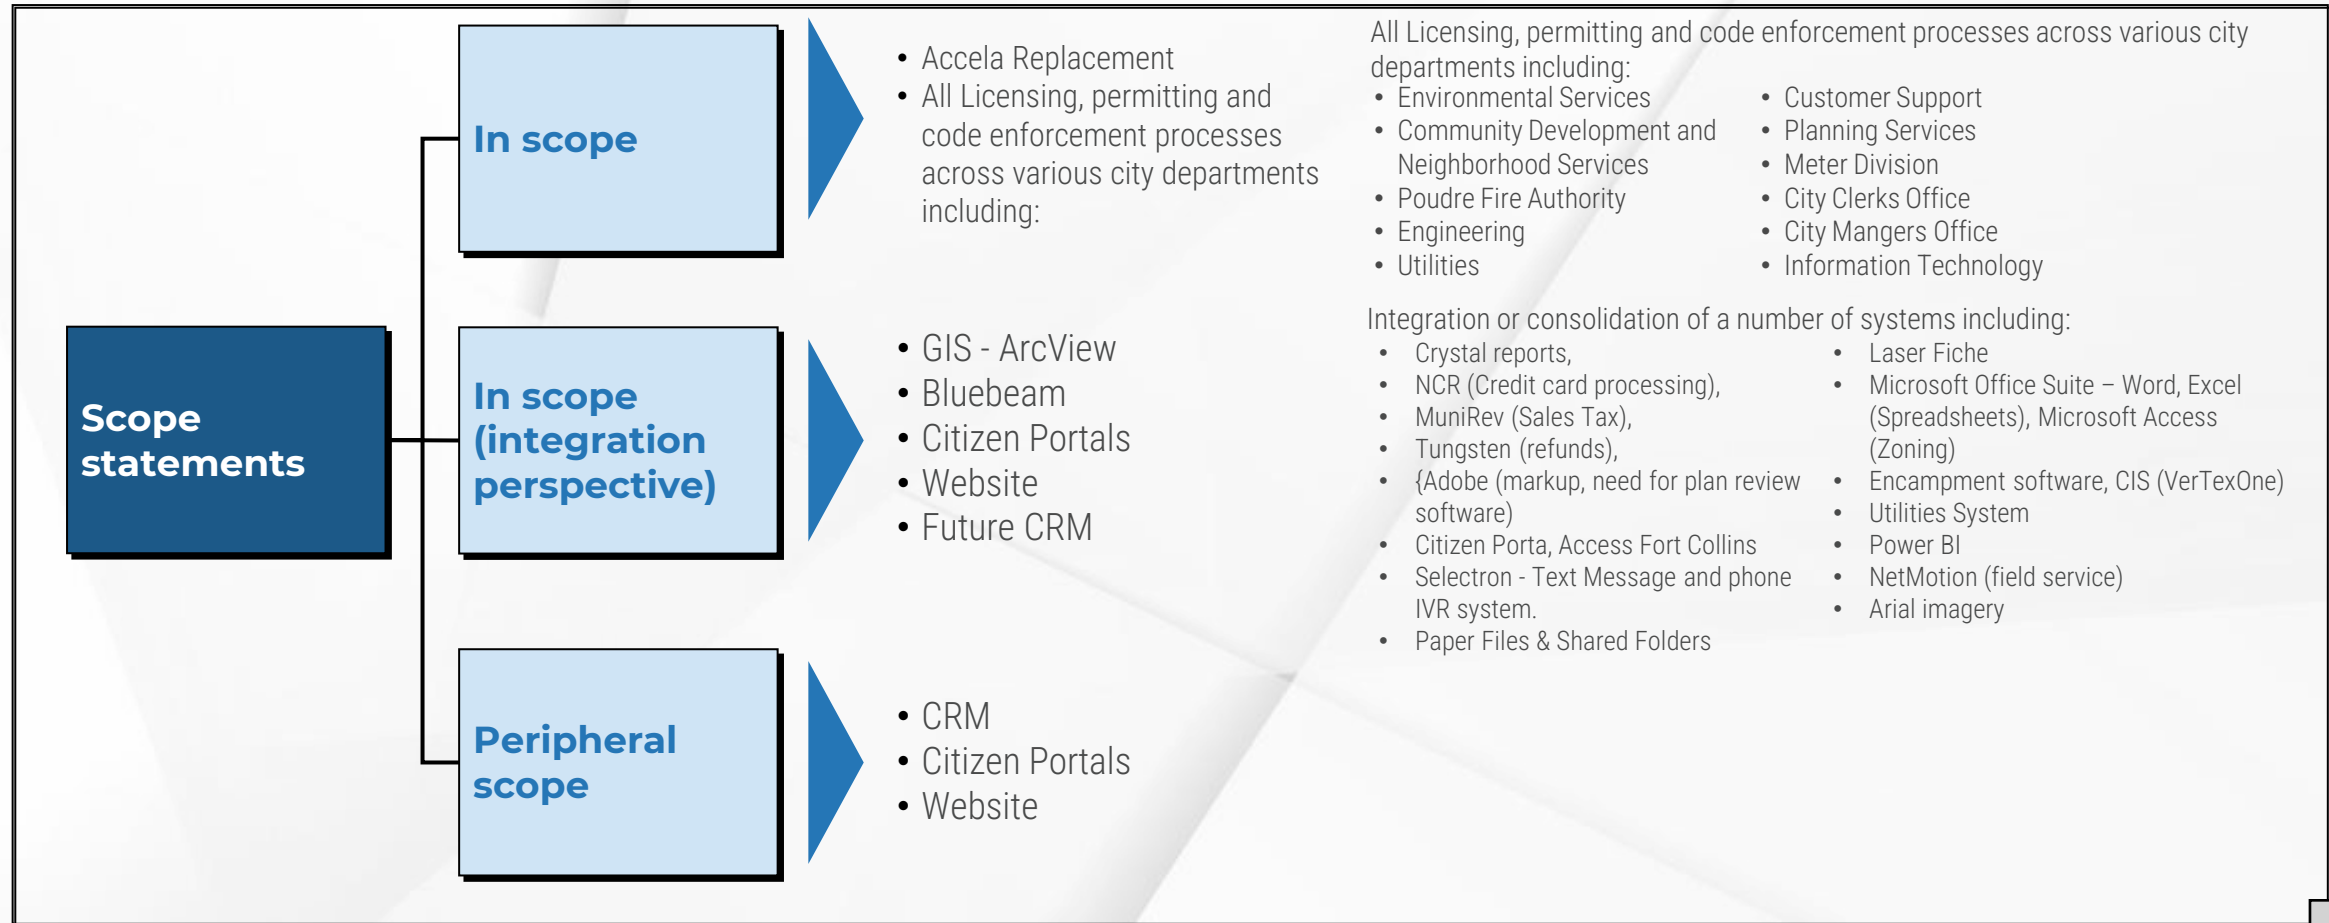 Scope
statements
In scope
• Accela Replacement
• All Licensing, permitting and
code enforcement processes
across various city departments
including:
In scope
(integration
perspective)
• GIS - ArcView
• Bluebeam
• Citizen Portals
• Website
• Future CRM
Peripheral
scope
• CRM
• Citizen Portals
• Website
All Licensing, permitting and code enforcement processes across various city
departments including:
• Environmental Services
• Community Development and
Neighborhood Services
• Poudre Fire Authority
• Engineering
• Utilities
• Customer Support
• Planning Services
• Meter Division
• City Clerks Office
• City Mangers Office
• Information Technology
Integration or consolidation of a number of systems including:
• Crystal reports,
• NCR (Credit card processing),
• MuniRev (Sales Tax),
• Tungsten (refunds),
• {Adobe (markup, need for plan review
software)
• Citizen Porta, Access Fort Collins
• Selectron - Text Message and phone
IVR system.
• Paper Files & Shared Folders
• Laser Fiche
• Microsoft Office Suite – Word, Excel
(Spreadsheets), Microsoft Access
(Zoning)
• Encampment software, CIS (VerTexOne)
• Utilities System
• Power BI
• NetMotion (field service)
• Arial imagery